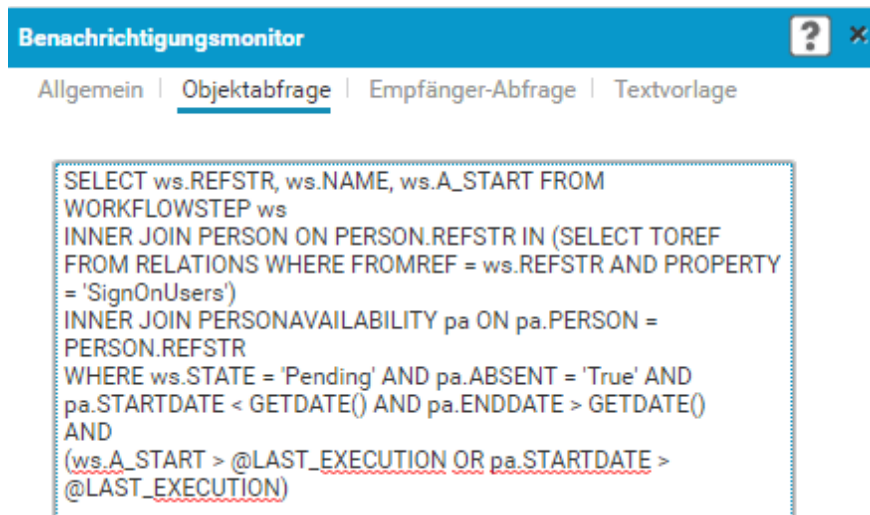 Benachrichtigungsmonitor ? ×
Allgemein | Objektabfrage | Empfänger-Abfrage | Textvorlage
SELECT ws.REFSTR, ws.NAME, ws.A_START FROM
WORKFLOWSTEP ws
INNER JOIN PERSON ON PERSON.REFSTR IN (SELECT TOREF
FROM RELATIONS WHERE FROMREF = ws.REFSTR AND PROPERTY
= 'SignOnUsers')
INNER JOIN PERSONAVAILABILITY pa ON pa.PERSON =
PERSON.REFSTR
WHERE ws.STATE = 'Pending' AND pa.ABSENT = 'True' AND
pa.STARTDATE < GETDATE() AND pa.ENDDATE > GETDATE()
AND
(ws.A_START > @LAST_EXECUTION OR pa.STARTDATE >
@LAST_EXECUTION)